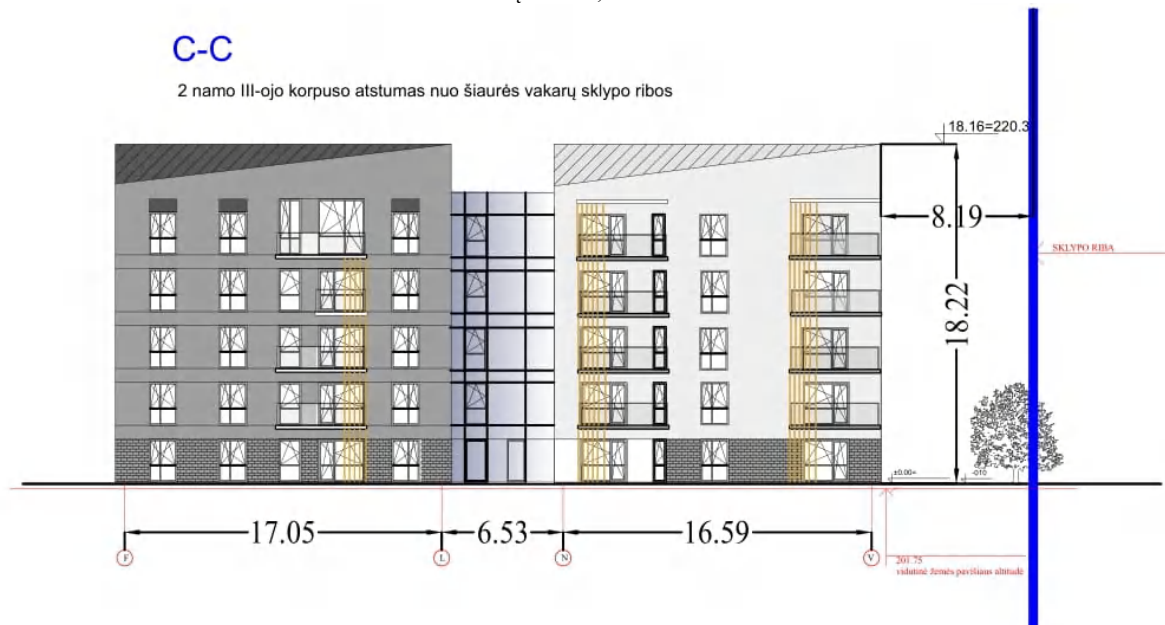 C-C
2 namo III-ojo korpuso atstumas nuo šiaurės vakarų sklypo ribos
18.16=220.3
8.19
SKLYPO RIBA
18.22
±0.00=
-010
17.05
6.53
16.59
F
L
N
V
201.75
vidutinė žemės paviršiaus altitudė